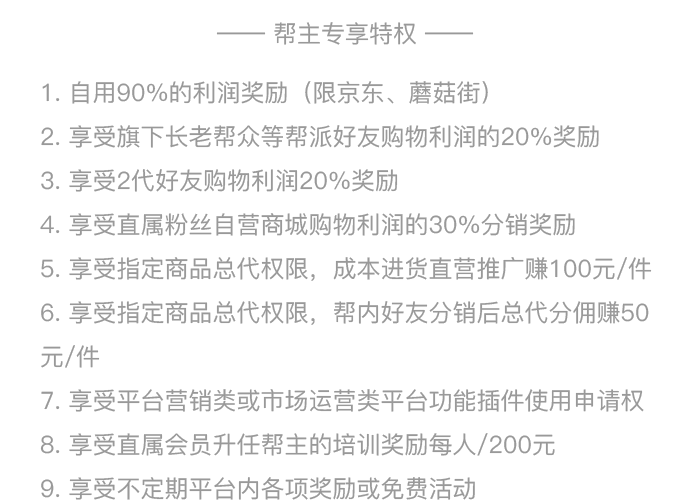 —— 帮主专享特权 ——
1. 自用90%的利润奖励（限京东、蘑菇街）
2. 享受旗下长老帮众等帮派好友购物利润的20%奖励
3. 享受2代好友购物利润20%奖励
4. 享受直属粉丝自营商城购物利润的30%分销奖励
5. 享受指定商品总代权限，成本进货直营推广赚100元/件
6. 享受指定商品总代权限，帮内好友分销后总代分佣赚50
元/件
7. 享受平台营销类或市场运营类平台功能插件使用申请权
8. 享受直属会员升任帮主的培训奖励每人/200元
9. 享受不定期平台内各项奖励或免费活动